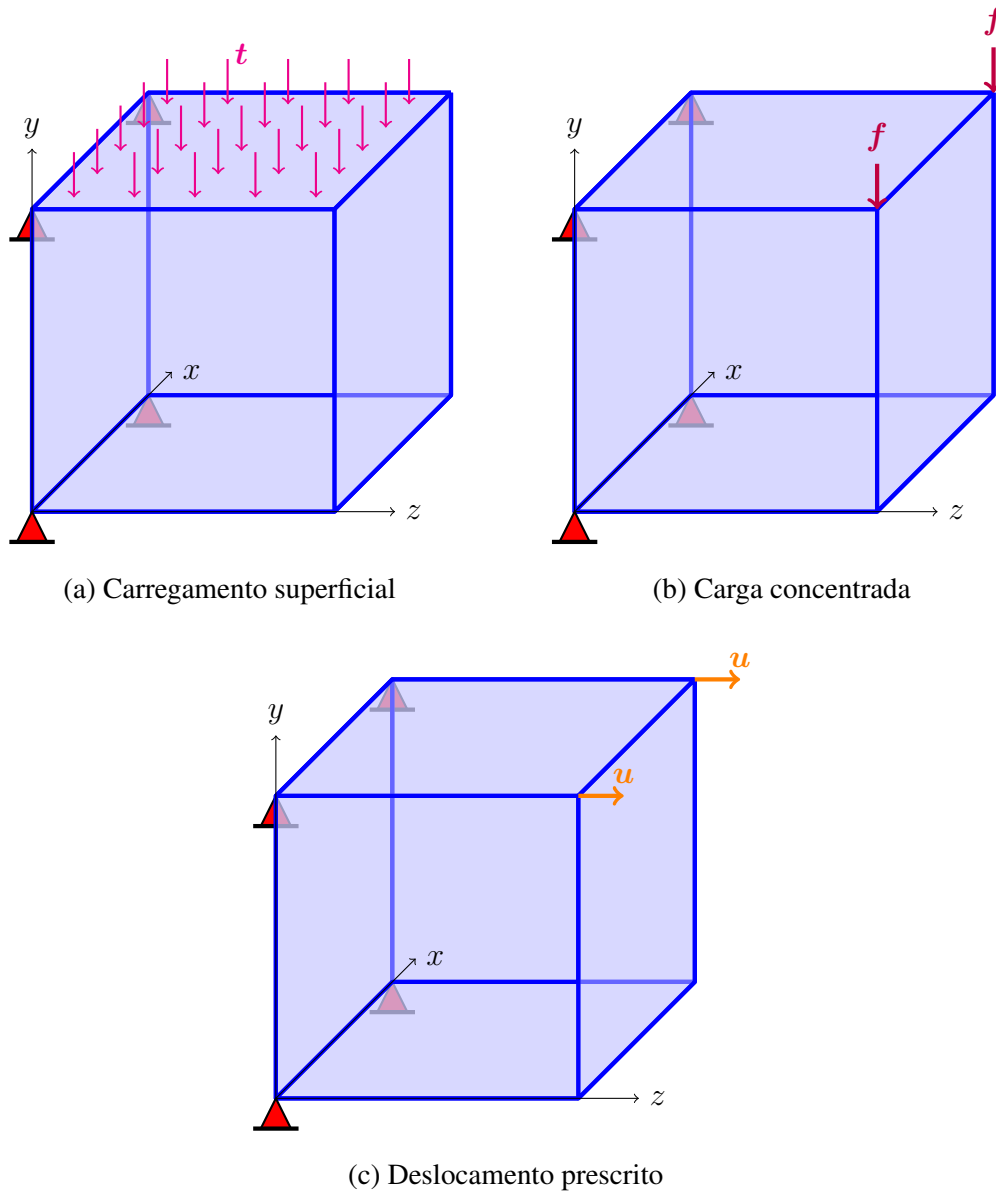 t
f
y
y
f
x
x
z
z
(a) Carregamento superficial
(b) Carga concentrada
u
y
u
x
z
(c) Deslocamento prescrito